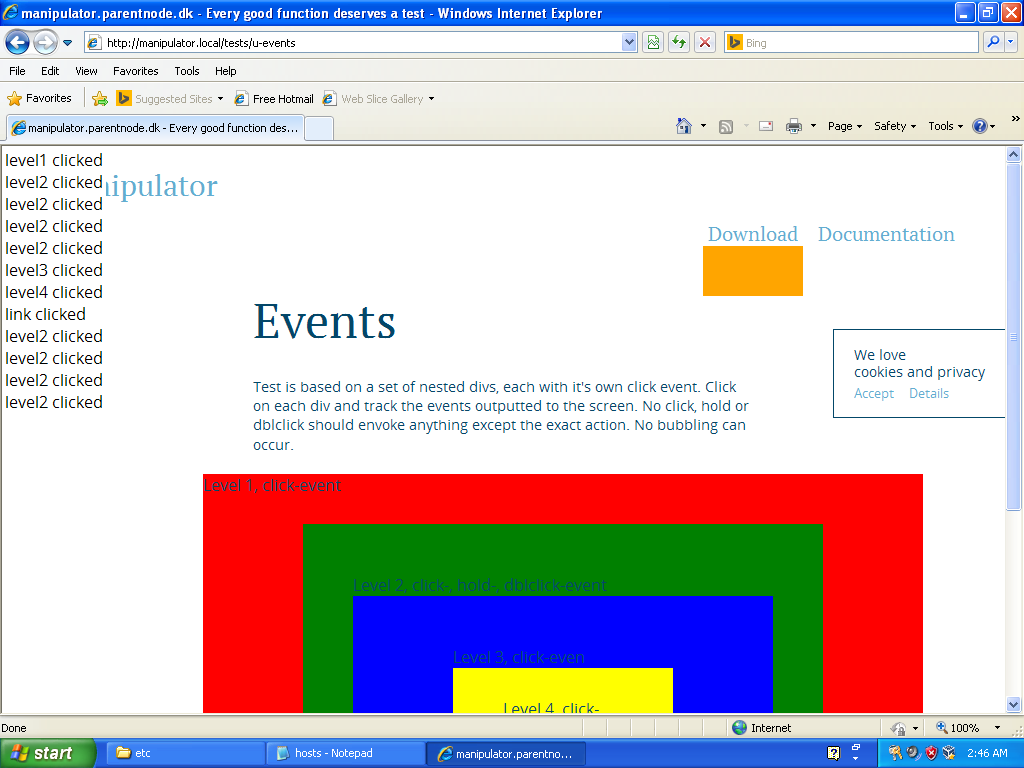 manipulator.parentnode.dk - Every good function deserves a test - Windows Internet Explorer
http://manipulator.local/tests/u-events
Bing
File Edit View Favorites Tools Help
Favorites Suggested Sites Free Hotmail Web Slice Gallery
manipulator.parentnode.dk - Every good function des...
Page Safety Tools
level1 clicked
level2 clicked
nipulator
level2 clicked
level2 clicked
Download Documentation
level2 clicked
level3 clicked
level4 clicked
link clicked
level2 clicked
level2 clicked
level2 clicked
level2 clicked
Events
We love
cookies and privacy
Accept Details
Test is based on a set of nested divs, each with it's own click event. Click
on each div and track the events outputted to the screen. No click, hold or
dblclick should envoke anything except the exact action. No bubbling can
occur.
Level 1, click-event
Level 2, click-, hold-, dblclick-event
Level 3, click-even
Level 4, click-
Done Internet 100%
start etc hosts - Notepad manipulator.parentno... 2:46 AM